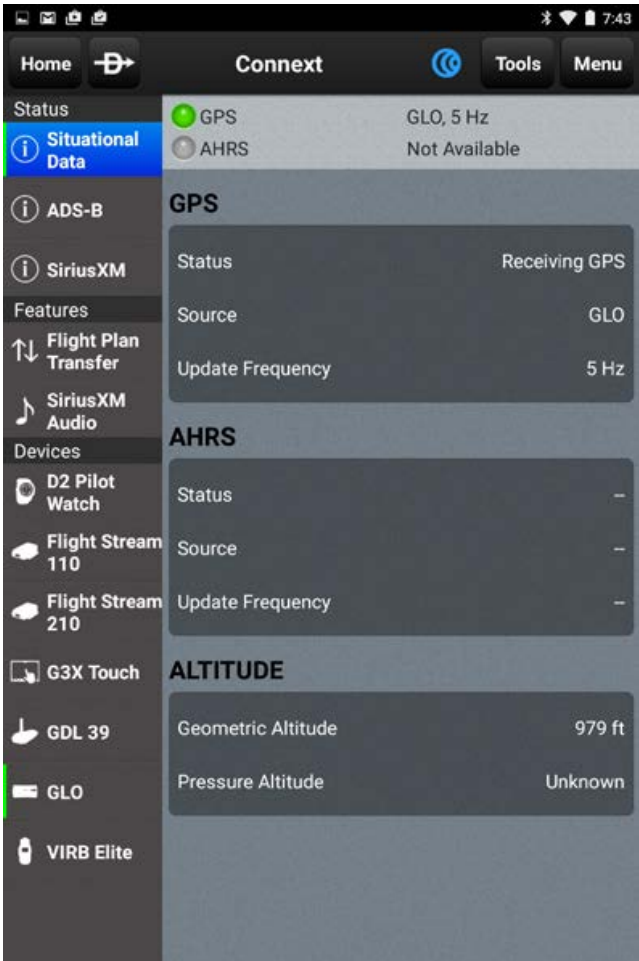 7:43
Home
Connext
Tools
Menu
Status
Situational
Data
ADS-B
SiriusXM
Features
Flight Plan
Transfer
SiriusXM
Audio
Devices
D2 Pilot
Watch
Flight Stream
110
Flight Stream
210
G3X Touch
GDL 39
GLO
VIRB Elite
GPS GLO, 5 Hz
AHRS Not Available
GPS
Status Receiving GPS
Source GLO
Update Frequency 5 Hz
AHRS
Status –
Source –
Update Frequency –
ALTITUDE
Geometric Altitude 979 ft
Pressure Altitude Unknown